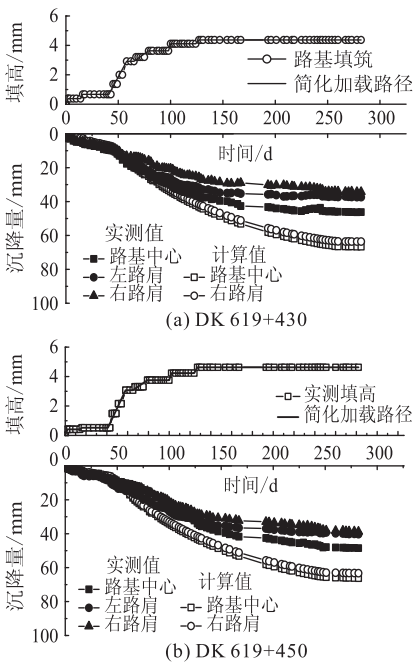 6
4
2
0
填高/mm
路基填筑
简化加载路径
0 50 100 150 200 250 300
时间/d
20
40
60
80
100
沉降量/mm
实测值 计算值
路基中心 路基中心
左路肩 右路肩
右路肩
(a) DK 619+430
6
4
2
0
填高/mm
实测填高
简化加载路径
0 50 100 150 200 250 300
时间/d
20
40
60
80
100
沉降量/mm
实测值 计算值
路基中心
左路肩 路基中心
右路肩 右路肩
(b) DK 619+450